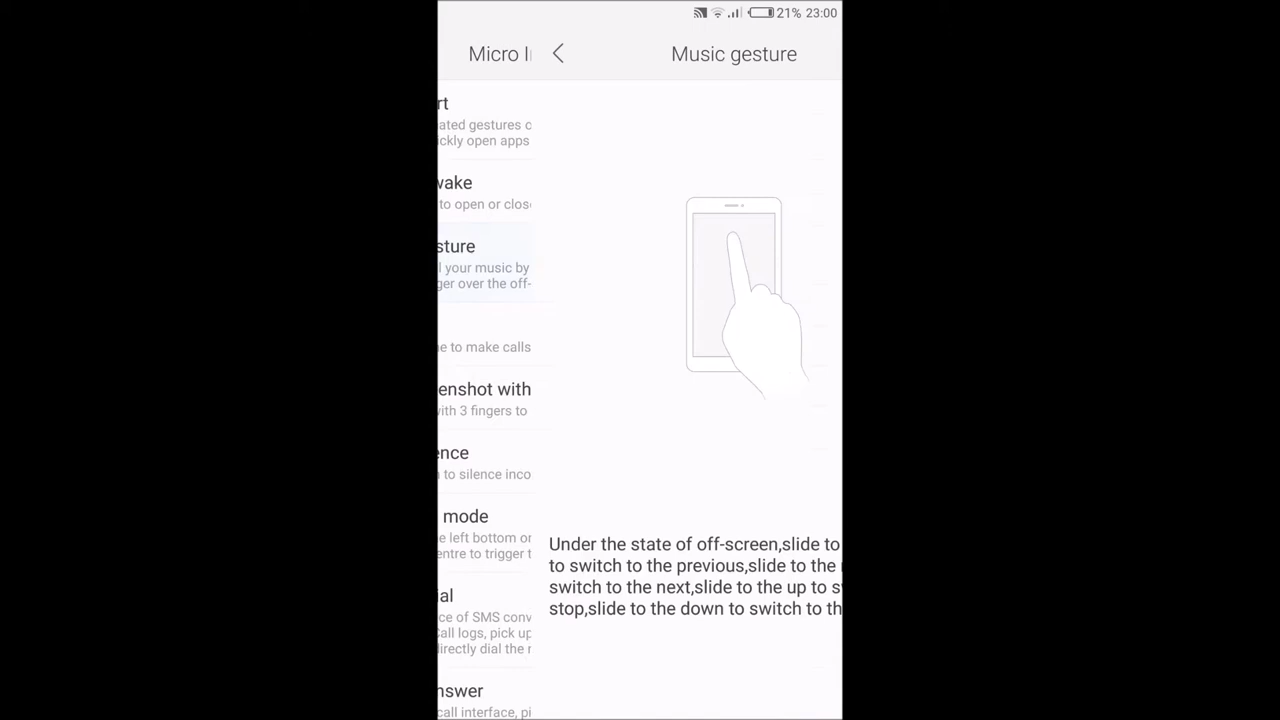 21% 23:00
Micro I
Music gesture
rt
ated gestures o
ickly open apps
wake
to open or close
sture
l your music by
ger over the off-
e to make calls
enshot with
with 3 fingers to
ence
n to silence inco
mode
e left bottom or
entre to trigger t
ial
ce of SMS conv
Call logs, pick up
directly dial the r
nswer
call interface, pi
Under the state of off-screen,slide to
to switch to the previous,slide to the
switch to the next,slide to the up to s
stop,slide to the down to switch to th